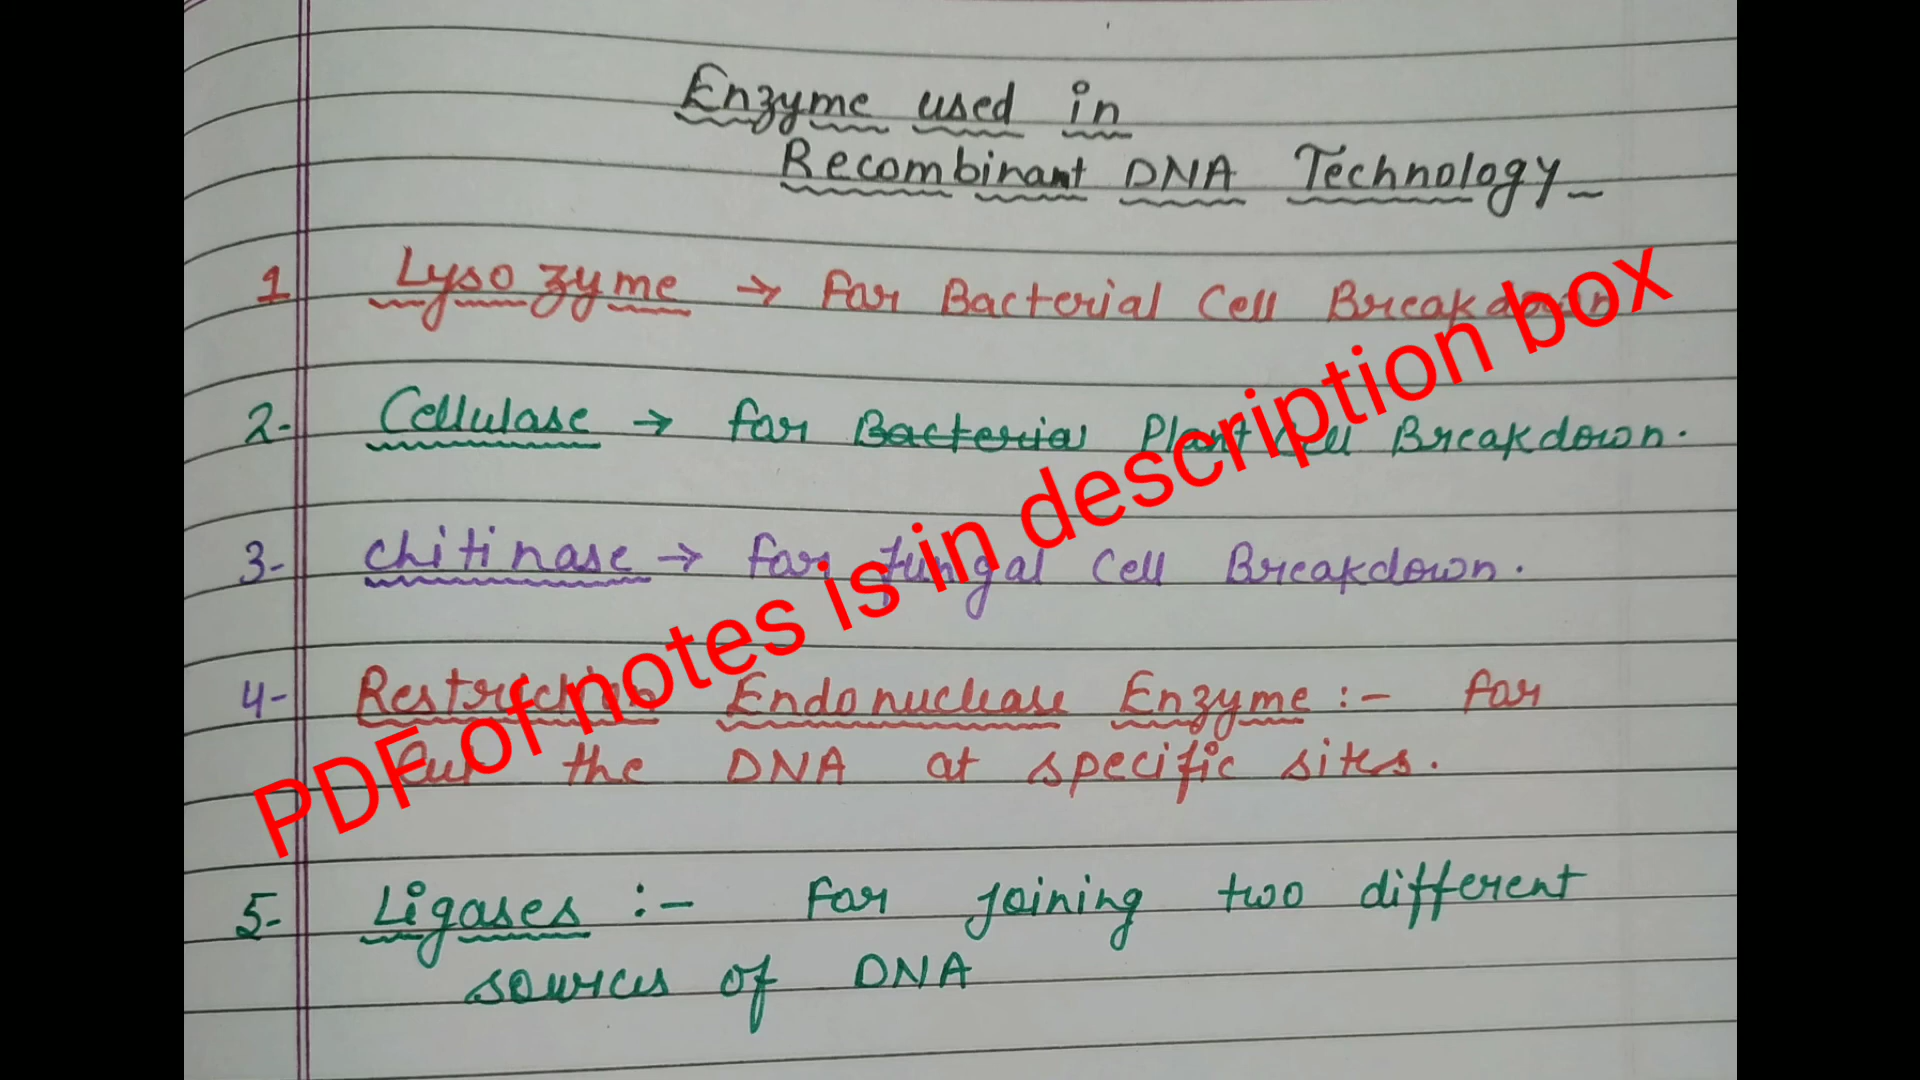 Enzyme used in
Recombinant DNA Technology
1 Lysozyme → for Bacterial Cell Breakdown
2- Cellulase → for Bacterial Plant Cell Breakdown.
3- Chitinase → for fungal Cell Breakdown.
4- Restriction Endonuclease Enzyme :- for
Cut the DNA at specific sites.
5- Ligases :- for joining two different
sources of DNA
PDF of notes is in description box